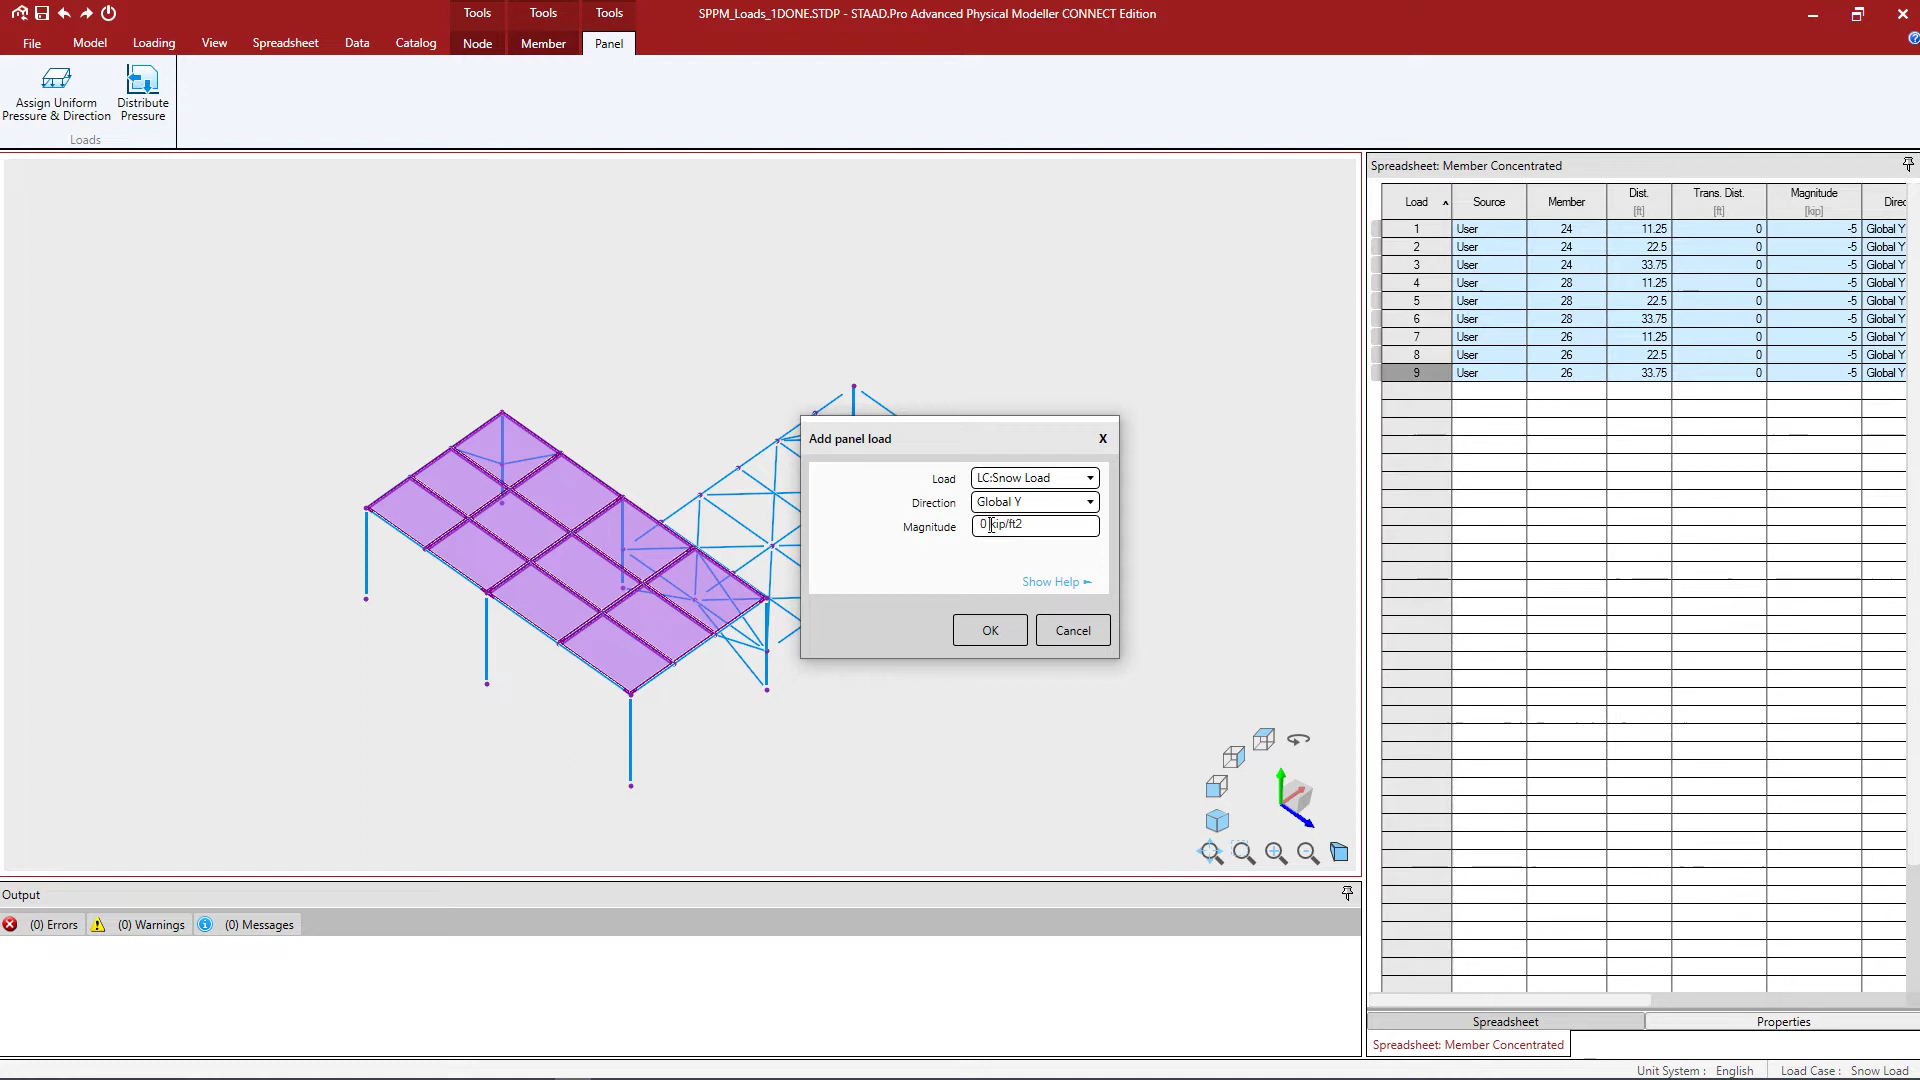 Tools
Tools
Tools
SPPM_Loads_1DONE.STDP - STAAD.Pro Advanced Physical Modeller CONNECT Edition
File
Model
Loading
View
Spreadsheet
Data
Catalog
Node
Member
Panel
Assign Uniform
Pressure & Direction
Distribute
Pressure
Loads
Spreadsheet: Member Concentrated
Load Source Member Dist. [ft] Trans. Dist. [ft] Magnitude [kip] Direc
1 User 24 11.25 0 -5 Global Y
2 User 24 22.5 0 -5 Global Y
3 User 24 33.75 0 -5 Global Y
4 User 28 11.25 0 -5 Global Y
5 User 28 22.5 0 -5 Global Y
6 User 28 33.75 0 -5 Global Y
7 User 26 11.25 0 -5 Global Y
8 User 26 22.5 0 -5 Global Y
9 User 26 33.75 0 -5 Global Y
Add panel load
X
Load LC:Snow Load
Direction Global Y
Magnitude 0 kip/ft2
Show Help
OK
Cancel
Output
(0) Errors
(0) Warnings
(0) Messages
Spreadsheet
Properties
Spreadsheet: Member Concentrated
Unit System : English
Load Case : Snow Load